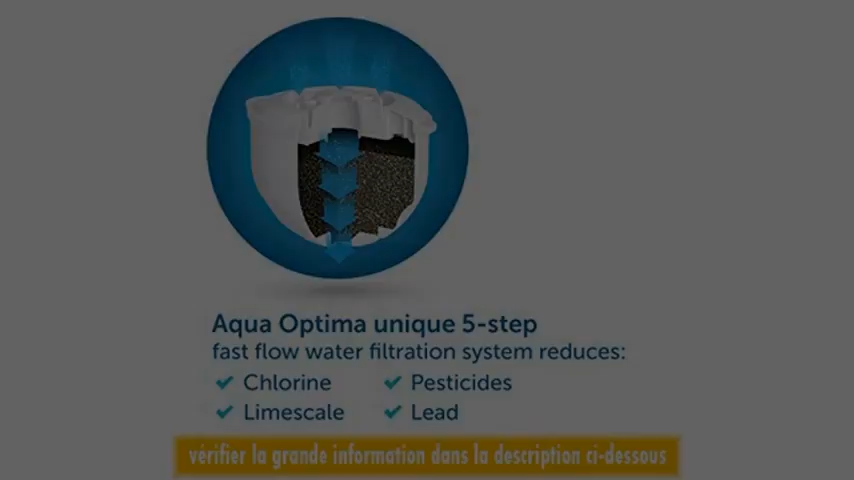 Aqua Optima unique 5-step
fast flow water filtration system reduces:
✓ Chlorine ✓ Pesticides
✓ Limescale ✓ Lead
vérifier la grande information dans la description ci-dessous